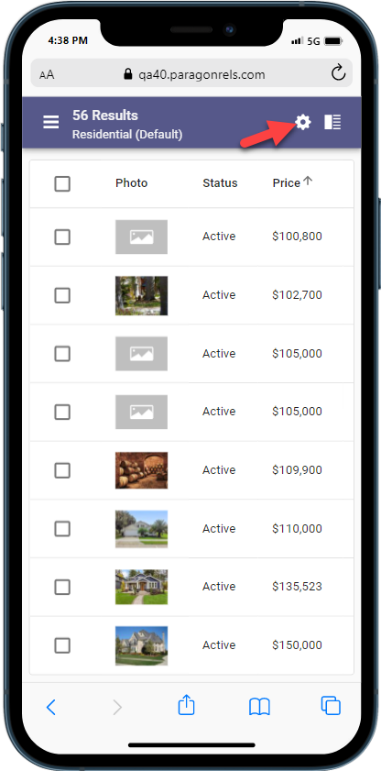 4:38 PM
5G
AA
qa40.paragonrels.com
56 Results
Residential (Default)
Photo Status Price↑
Active $100,800
Active $102,700
Active $105,000
Active $105,000
Active $109,900
Active $110,000
Active $135,523
Active $150,000